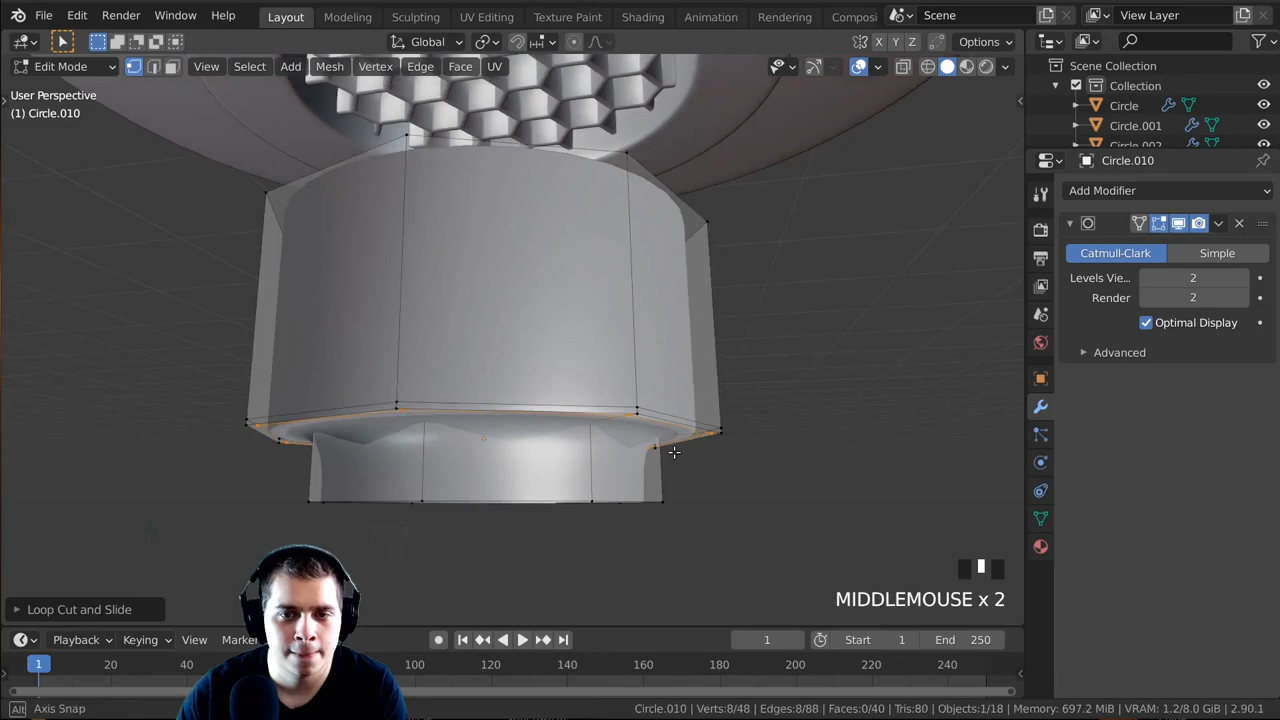 File Edit Render Window Help Layout Modeling Sculpting UV Editing Texture Paint Shading Animation Rendering Composi Scene View Layer
Global X Y Z Options
Edit Mode View Select Add Mesh Vertex Edge Face UV
User Perspective
(1) Circle.010
Scene Collection
Collection
Circle
Circle.001
Circle.002
Circle.010
Add Modifier
Catmull-Clark Simple
Levels Vie... 2
Render 2
Optimal Display
Advanced
MIDDLEMOUSE x 2
Loop Cut and Slide
Playback Keying View Marker 1 Start 1 End 250
1 20 40 100 120 140 160 180 200 220 240
Alt Axis Snap Circle.010 | Verts:8/48 | Edges:8/88 | Faces:0/40 | Tris:80 | Objects:1/18 | Memory: 697.2 MiB | VRAM: 1.2/8.0 GiB | 2.90.1